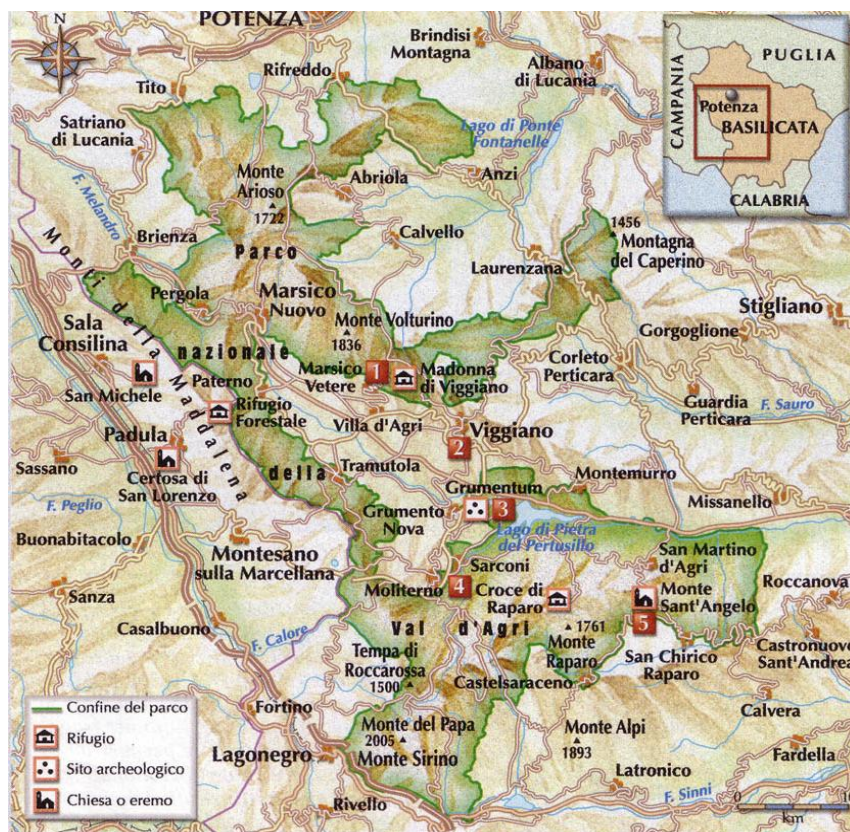 N
POTENZA
Brindisi
Montagna
Albano
di Lucania
Rifreddo
Tito
Satriano
di Lucania
Lago di Ponte
Fontanelle
F. Melandro
Monte
Arioso
1722
Abriola
Anzi
Brienza
Calvello
Parco
1456
Montagna
del Caperino
Laurenzana
Pergola
Marsico
Nuovo
Monte Volturino
1836
Stigliano
Gorgoglione
Sala
Consilina
Monti della Maddalena
nazionale
Marsico
Vetere
1
Madonna
di Viggiano
Corleto
Perticara
San Michele
Paterno
Rifugio
Forestale
Villa d'Agri
Viggiano
2
Guardia
Perticara
F. Sauro
Padula
Certosa di
San Lorenzo
Sassano
della
Tramutola
Montemurro
Missanello
F. Peglio
Grumentum
Grumento
Nova
3
Lago di Pietra
del Pertusillo
Buonabitacolo
Montesano
sulla Marcellana
Sarconi
San Martino
d'Agri
Sanza
Moliterno
4
Croce di
Raparo
Monte
Sant'Angelo
Roccanova
5
Casalbuono
F. Calore
Val d'Agri
1761
Monte
Raparo
San Chirico
Raparo
Castronuovo
Sant'Andrea
Tempa di
Roccarossa
1500
Castelsaraceno
Calvera
Fortino
Monte del Papa
2005
Monte Sirino
Monte Alpi
1893
Lagonegro
Fardella
Latronico
F. Sinni
Rivello
0
10
km
CAMPANIA
PUGLIA
Potenza
BASILICATA
CALABRIA
Confine del parco
Rifugio
Sito archeologico
Chiesa o eremo